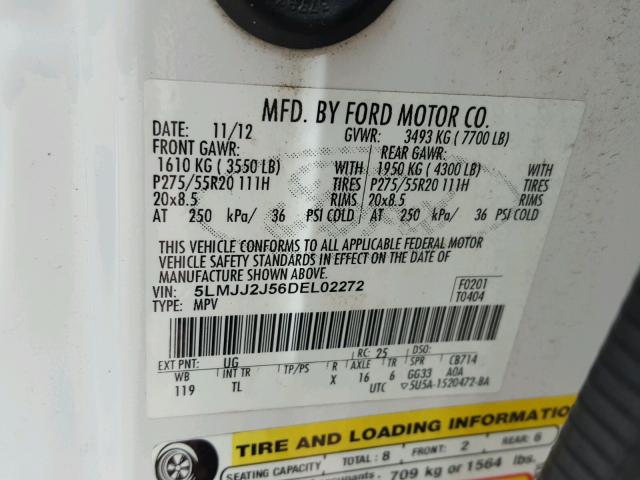 MFD. BY FORD MOTOR CO.
DATE: 11/12 GVWR: 3493 KG ( 7700 LB)
FRONT GAWR: REAR GAWR:
1610 KG ( 3550 LB) WITH 1950 KG ( 4300 LB) WITH
P275/55R20 111H TIRES P275/55R20 111H TIRES
20x8.5 RIMS 20x8.5 RIMS
AT 250 kPa/ 36 PSI COLD AT 250 kPa/ 36 PSI COLD
THIS VEHICLE CONFORMS TO ALL APPLICABLE FEDERAL MOTOR
VEHICLE SAFETY STANDARDS IN EFFECT ON THE DATE OF
MANUFACTURE SHOWN ABOVE.
VIN: 5LMJJ2J56DEL02272 F0201
TYPE: MPV T0404
EXT PNT: UG RC: 25 DSO:
WB INT TR TP/PS R AXLE TR SPR CB714
119 TL X 16 6 GG33 AOA
UTC ▽5U5A-1520472-BA
TIRE AND LOADING INFORMATION
SEATING CAPACITY TOTAL: 8 FRONT: 2 REAR: 6
709 kg or 1564 lbs.